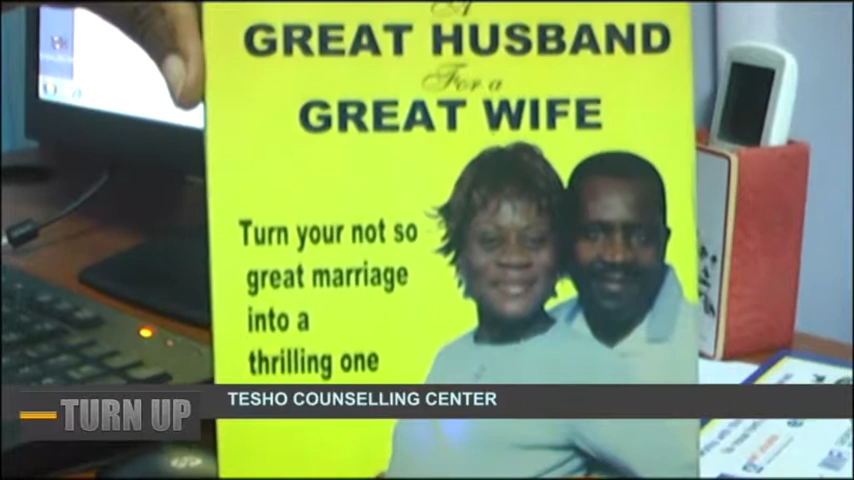 A
GREAT HUSBAND
For a
GREAT WIFE
Turn your not so
great marriage
into a
thrilling one
TESHO COUNSELLING CENTER
TURN UP